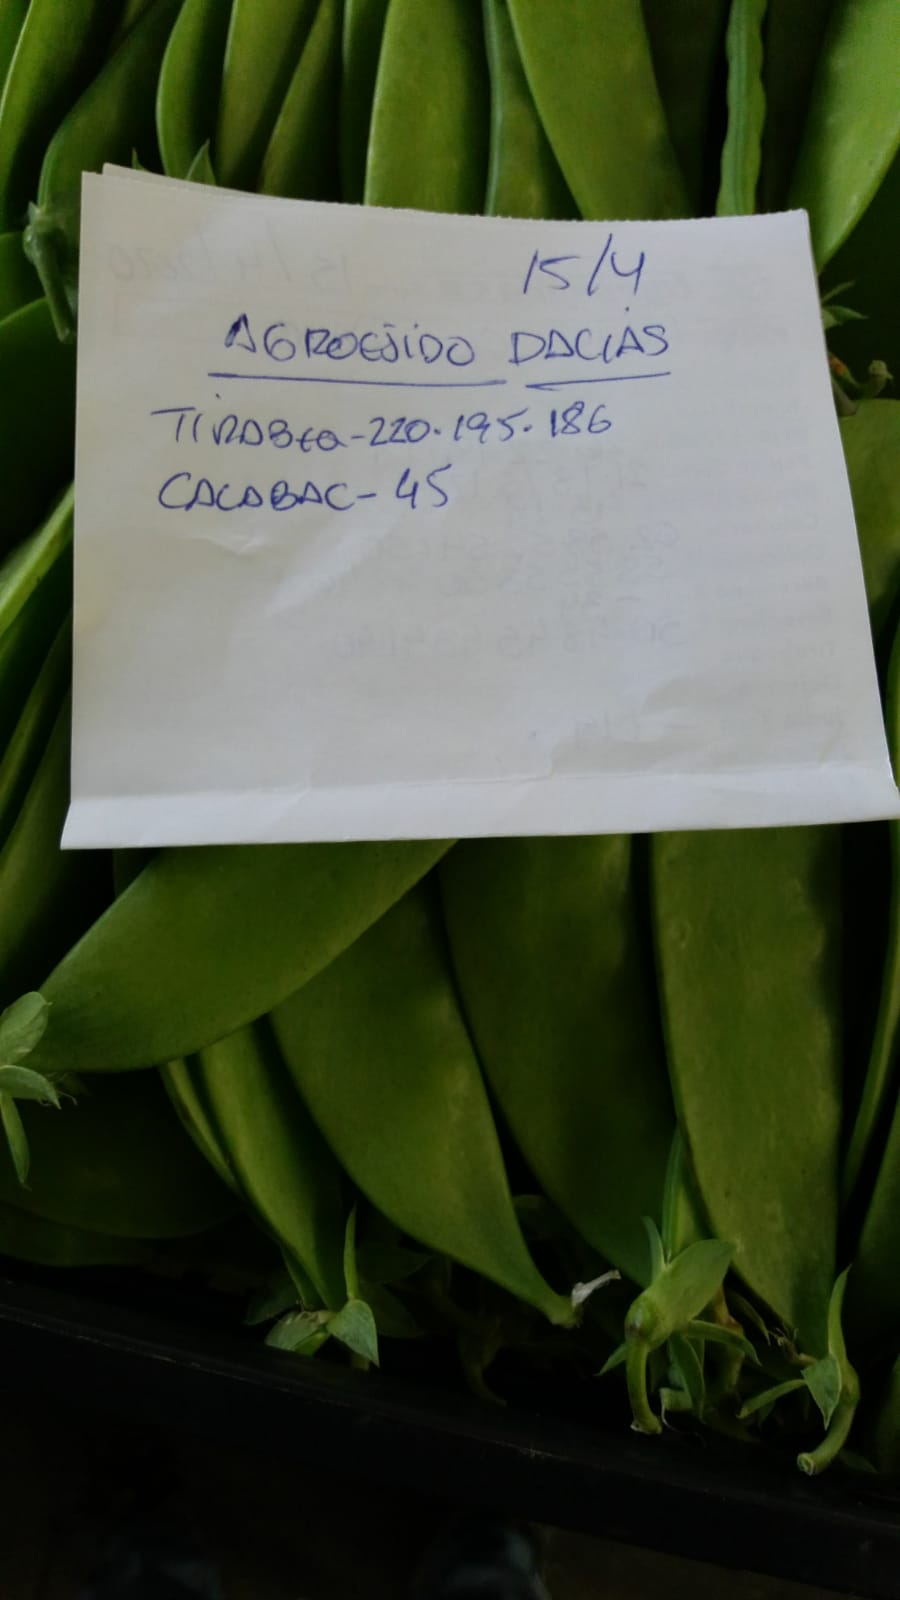 15/4
AGROEJIDO DALIAS
TIRABEQ-220.195.186
CALABAC-45